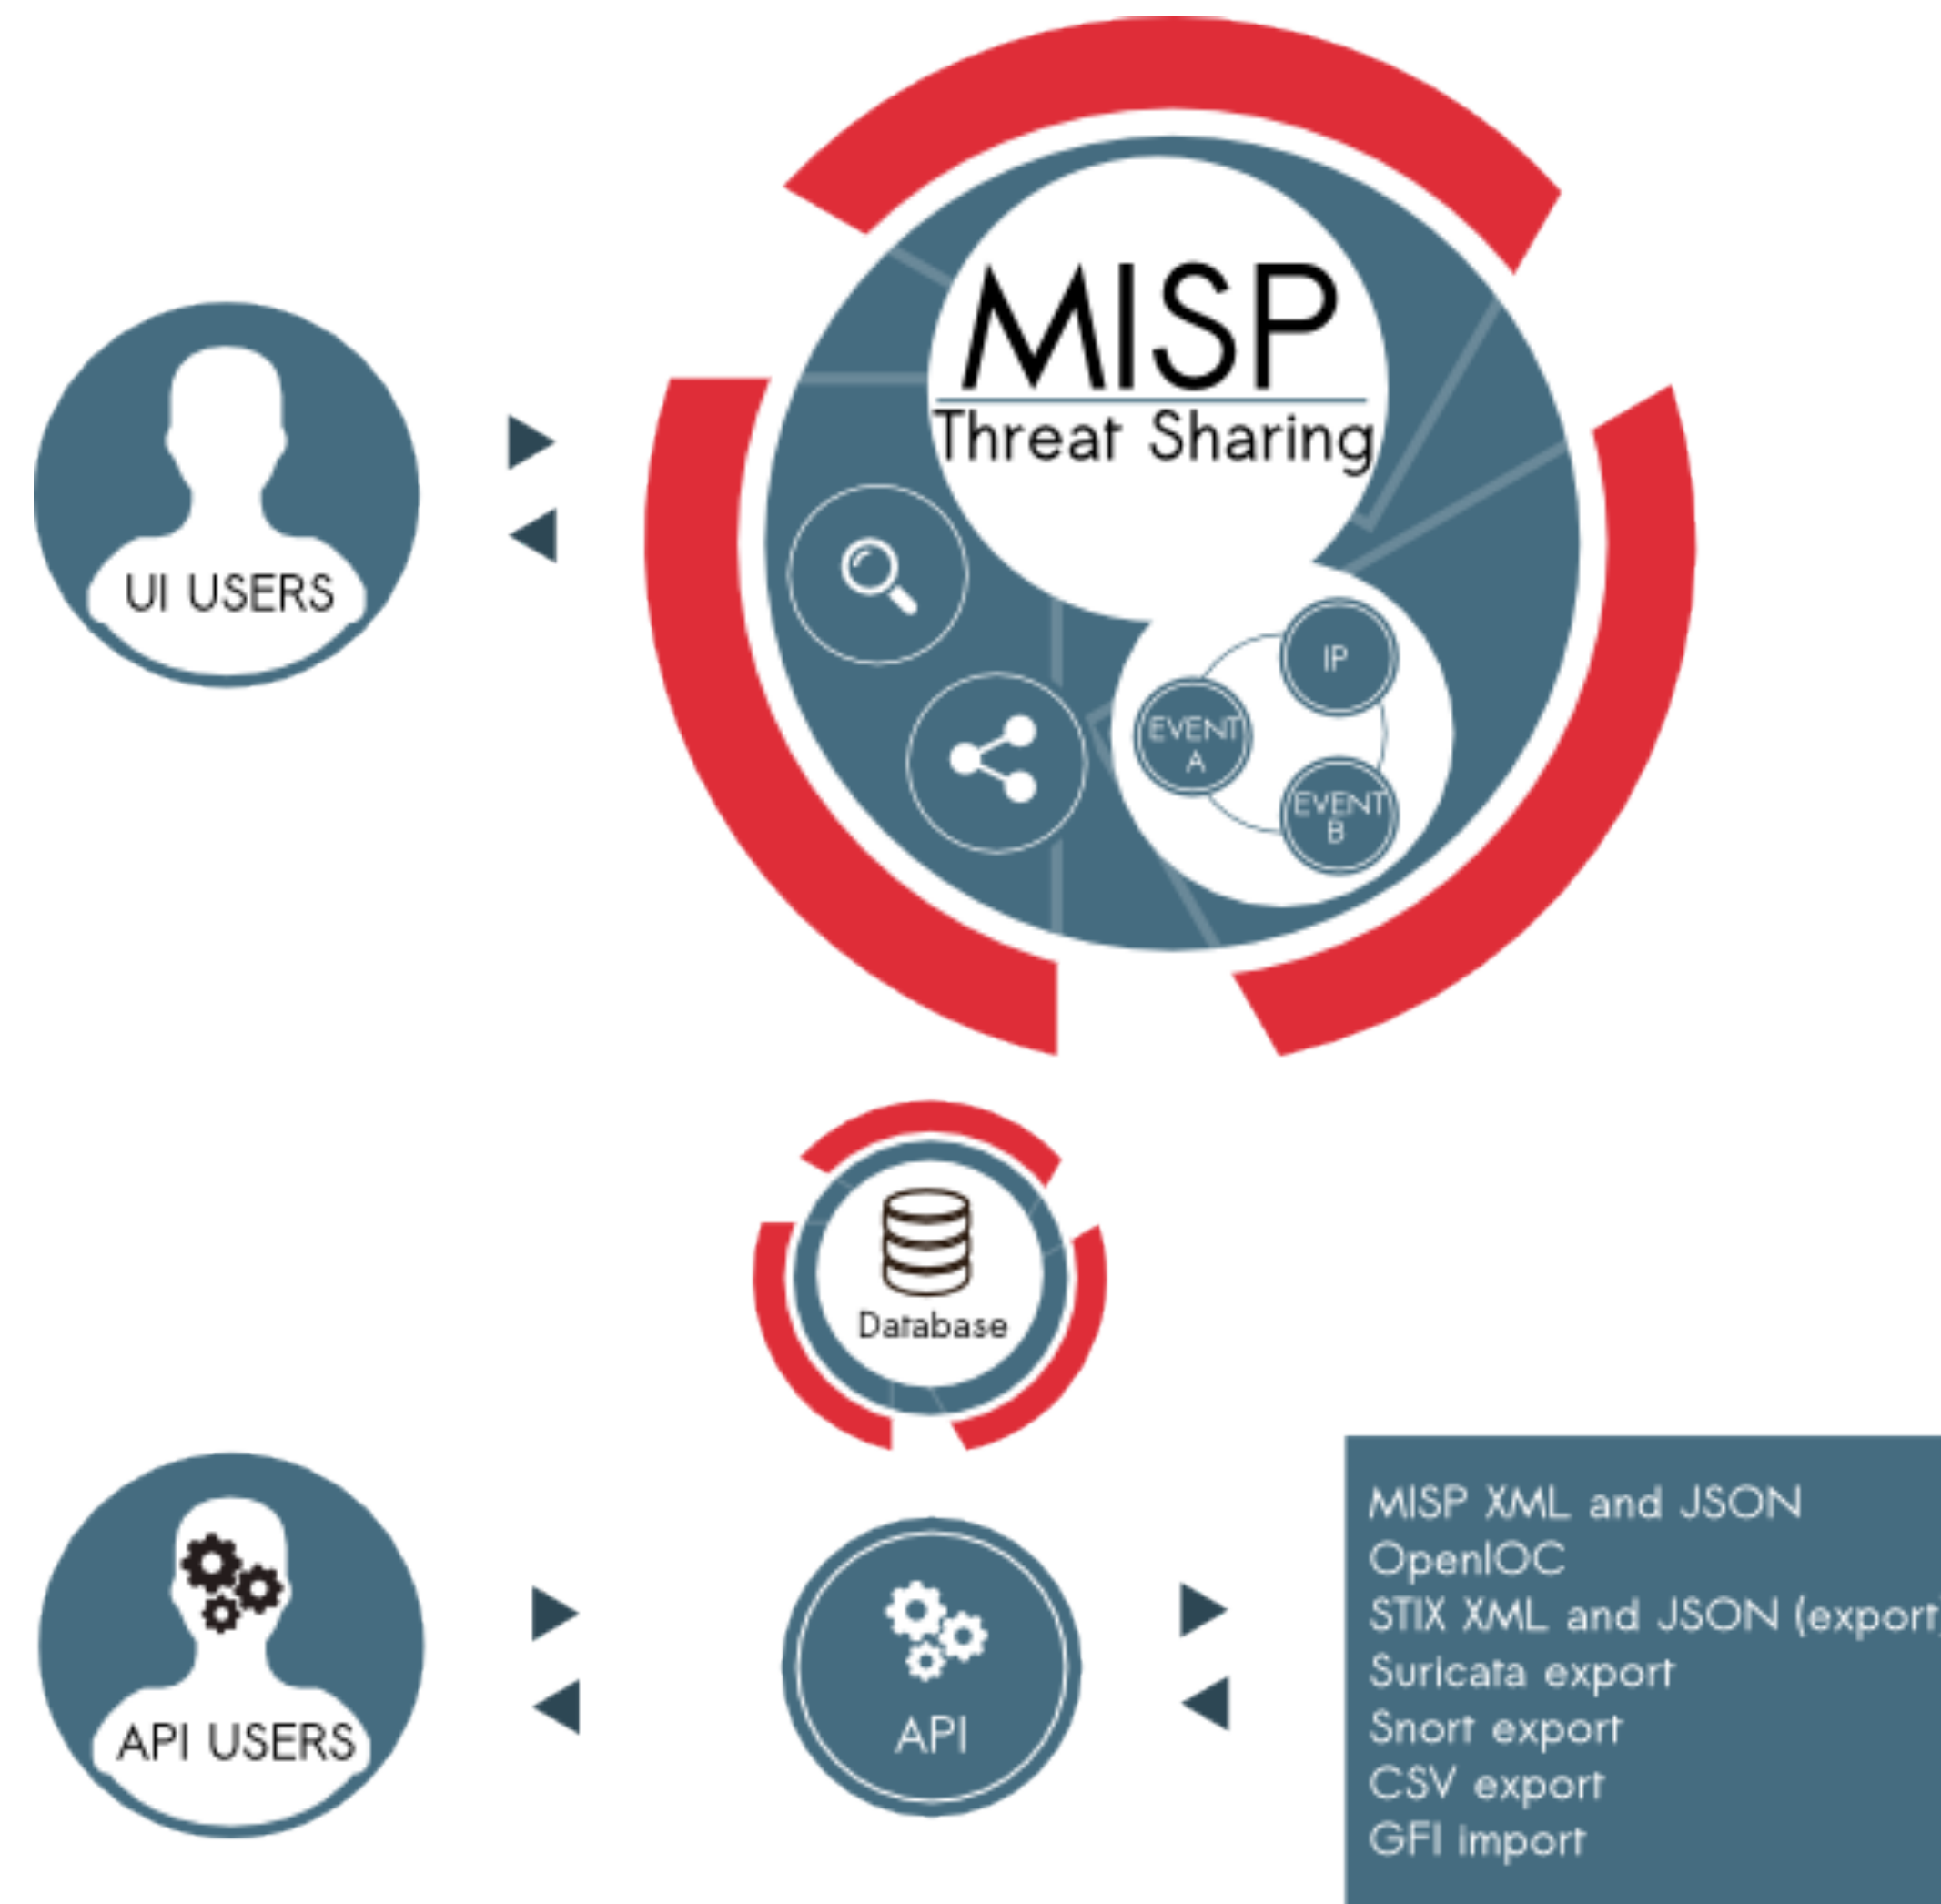 MISP
Threat Sharing
UI USERS
IP
EVENT
A
EVENT
B
Database
API USERS
API
MISP XML and JSON
OpenIOC
STIX XML and JSON (export)
Suricata export
Snort export
CSV export
GFI import